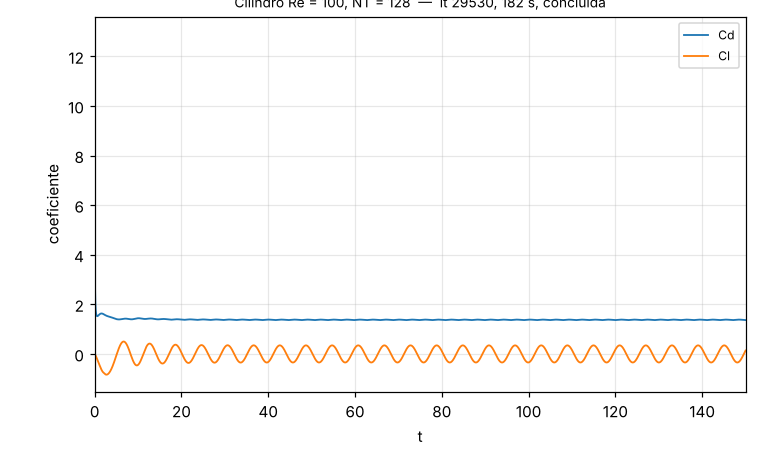 Cilindro Re = 100, NT = 128 — it 29530, 182 s, concluída
Cd
Cl
12
10
8
6
4
2
0
coeficiente
0 20 40 60 80 100 120 140
t